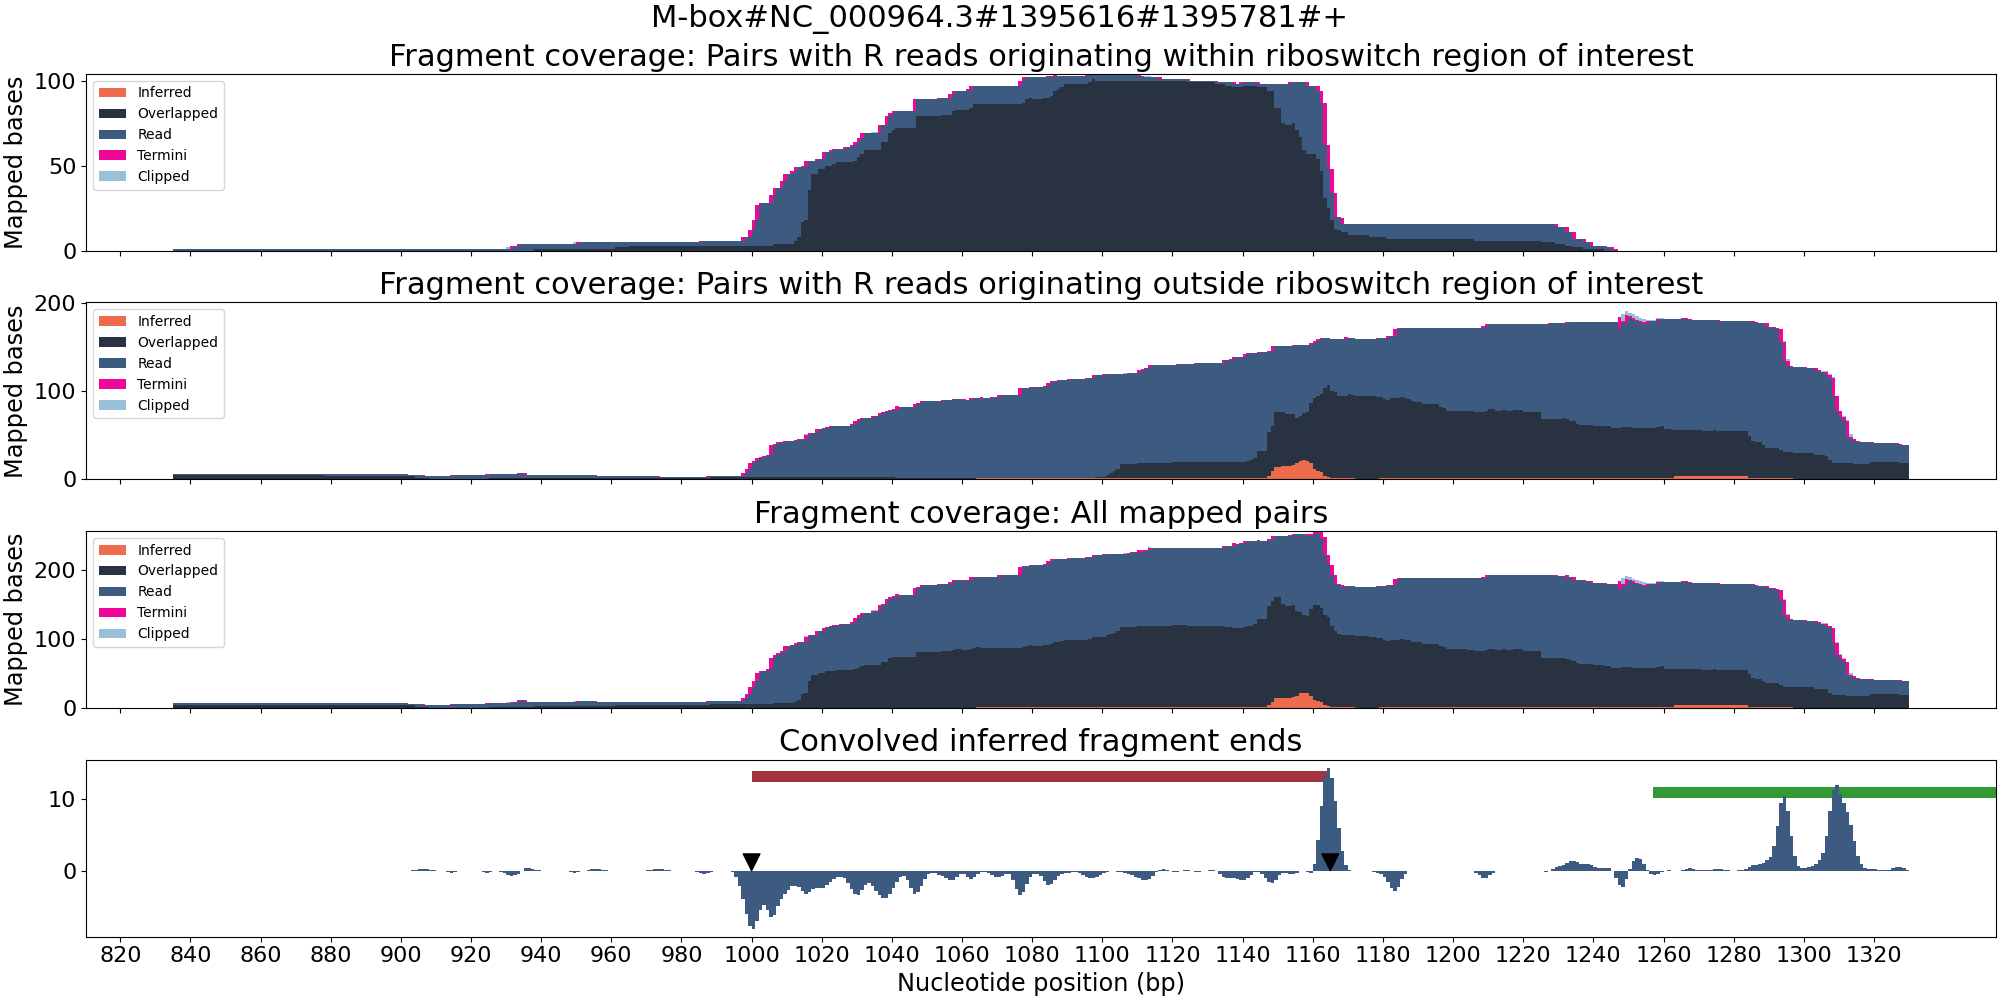 M-box#NC_000964.3#1395616#1395781#+
Fragment coverage: Pairs with R reads originating within riboswitch region of interest
Mapped bases
100
50
0
Inferred
Overlapped
Read
Termini
Clipped
Fragment coverage: Pairs with R reads originating outside riboswitch region of interest
Mapped bases
200
100
0
Inferred
Overlapped
Read
Termini
Clipped
Fragment coverage: All mapped pairs
Mapped bases
200
100
0
Inferred
Overlapped
Read
Termini
Clipped
Convolved inferred fragment ends
10
0
820 840 860 880 900 920 940 960 980 1000 1020 1040 1060 1080 1100 1120 1140 1160 1180 1200 1220 1240 1260 1280 1300 1320
Nucleotide position (bp)